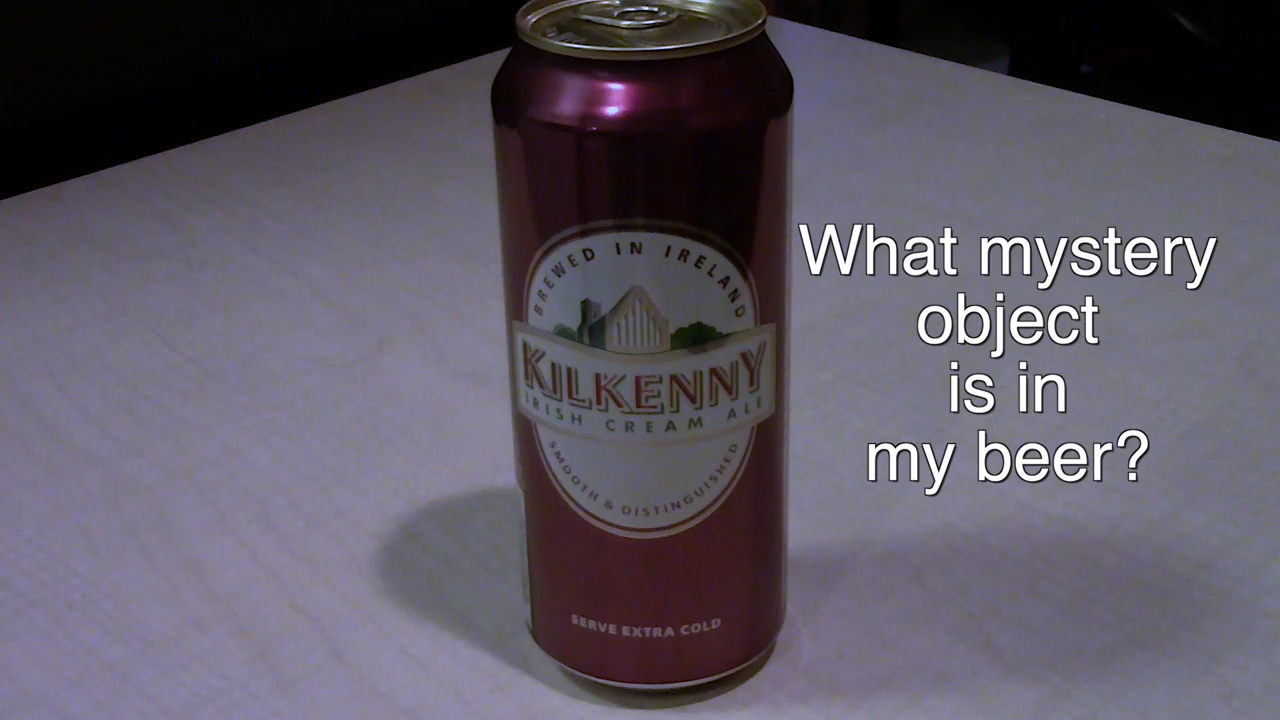 BREWED IN IRELAND
KILKENNY
IRISH CREAM ALE
SMOOTH & DISTINGUISHED
SERVE EXTRA COLD
What mystery
object
is in
my beer?